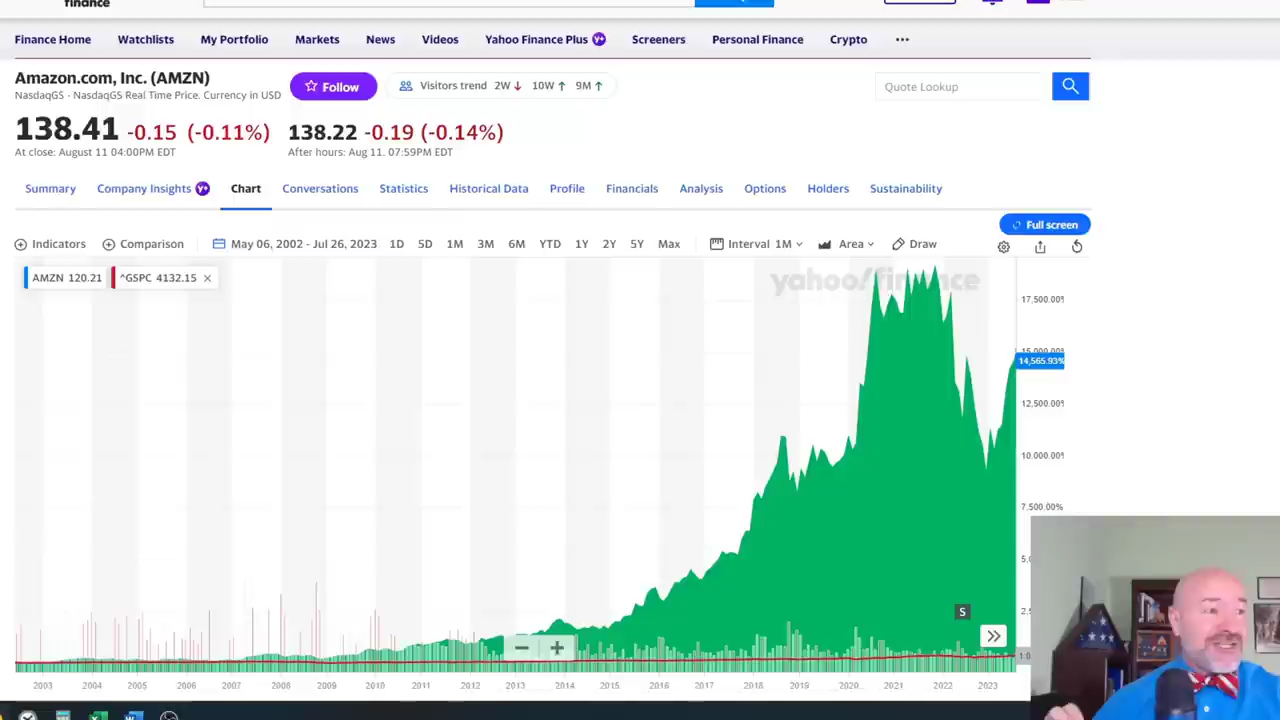 finance
Finance Home Watchlists My Portfolio Markets News Videos Yahoo Finance Plus Y+ Screeners Personal Finance Crypto ...
Amazon.com, Inc. (AMZN)
NasdaqGS - NasdaqGS Real Time Price. Currency in USD
Follow
Visitors trend 2W ↓ 10W ↑ 9M ↑
Quote Lookup
138.41 -0.15 (-0.11%) 138.22 -0.19 (-0.14%)
At close: August 11 04:00PM EDT After hours: Aug 11, 07:59PM EDT
Summary Company Insights Y+ Chart Conversations Statistics Historical Data Profile Financials Analysis Options Holders Sustainability
Full screen
Indicators Comparison May 06, 2002 - Jul 26, 2023 1D 5D 1M 3M 6M YTD 1Y 2Y 5Y Max Interval 1M Area Draw
AMZN 120.21 ^GSPC 4132.15 ×
yahoo/finance
17,500.00%
15,000.00%
14,565.93%
12,500.00%
10,000.00%
7,500.00%
S
2003 2004 2005 2006 2007 2008 2009 2010 2011 2012 2013 2014 2015 2016 2017 2018 2019 2020 2021 2022 2023